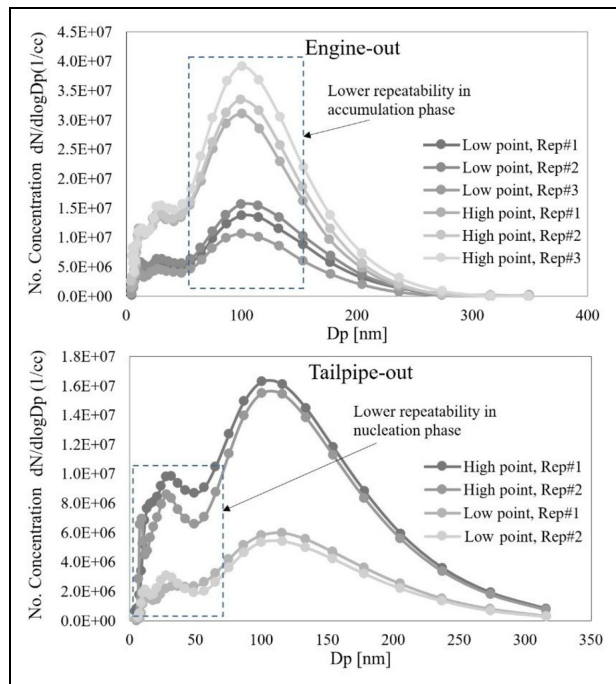 Engine-out
No. Concentration dN/dlogDp(1/cc)
4.5E+07
4.0E+07
3.5E+07
3.0E+07
2.5E+07
2.0E+07
1.5E+07
1.0E+07
5.0E+06
0.0E+00
Lower repeatability in
accumulation phase
Low point, Rep#1
Low point, Rep#2
Low point, Rep#3
High point, Rep#1
High point, Rep#2
High point, Rep#3
0 100 200 300 400
Dp [nm]
Tailpipe-out
No. Concentration dN/dlogDp (1/cc)
1.8E+07
1.6E+07
1.4E+07
1.2E+07
1.0E+07
8.0E+06
6.0E+06
4.0E+06
2.0E+06
0.0E+00
Lower repeatability in
nucleation phase
High point, Rep#1
High point, Rep#2
Low point, Rep#1
Low point, Rep#2
0 50 100 150 200 250 300 350
Dp [nm]